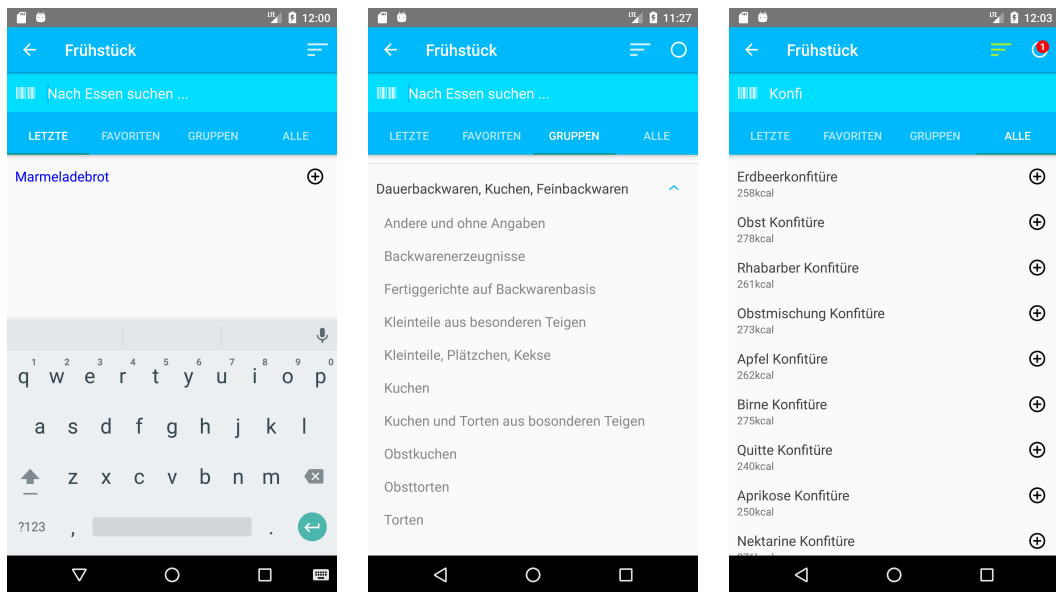 LTE 12:00
Frühstück
Nach Essen suchen ...
LETZTE FAVORITEN GRUPPEN ALLE
Marmeladebrot
1 2 3 4 5 6 7 8 9 0
q w e r t y u i o p
a s d f g h j k l
z x c v b n m
?123 , .
LTE 11:27
Frühstück
Nach Essen suchen ...
LETZTE FAVORITEN GRUPPEN ALLE
Dauerbackwaren, Kuchen, Feinbackwaren
Andere und ohne Angaben
Backwarenerzeugnisse
Fertiggerichte auf Backwarenbasis
Kleinteile aus besonderen Teigen
Kleinteile, Plätzchen, Kekse
Kuchen
Kuchen und Torten aus bosonderen Teigen
Obstkuchen
Obsttorten
Torten
LTE 12:03
Frühstück 1
Konfi
LETZTE FAVORITEN GRUPPEN ALLE
Erdbeerkonfitüre
258kcal
Obst Konfitüre
278kcal
Rhabarber Konfitüre
261kcal
Obstmischung Konfitüre
273kcal
Apfel Konfitüre
262kcal
Birne Konfitüre
275kcal
Quitte Konfitüre
240kcal
Aprikose Konfitüre
250kcal
Nektarine Konfitüre